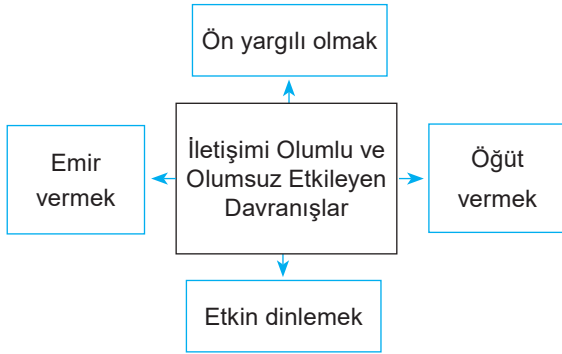 Ön yargılı olmak
Emir
vermek
İletişimi Olumlu ve
Olumsuz Etkileyen
Davranışlar
Öğüt
vermek
Etkin dinlemek